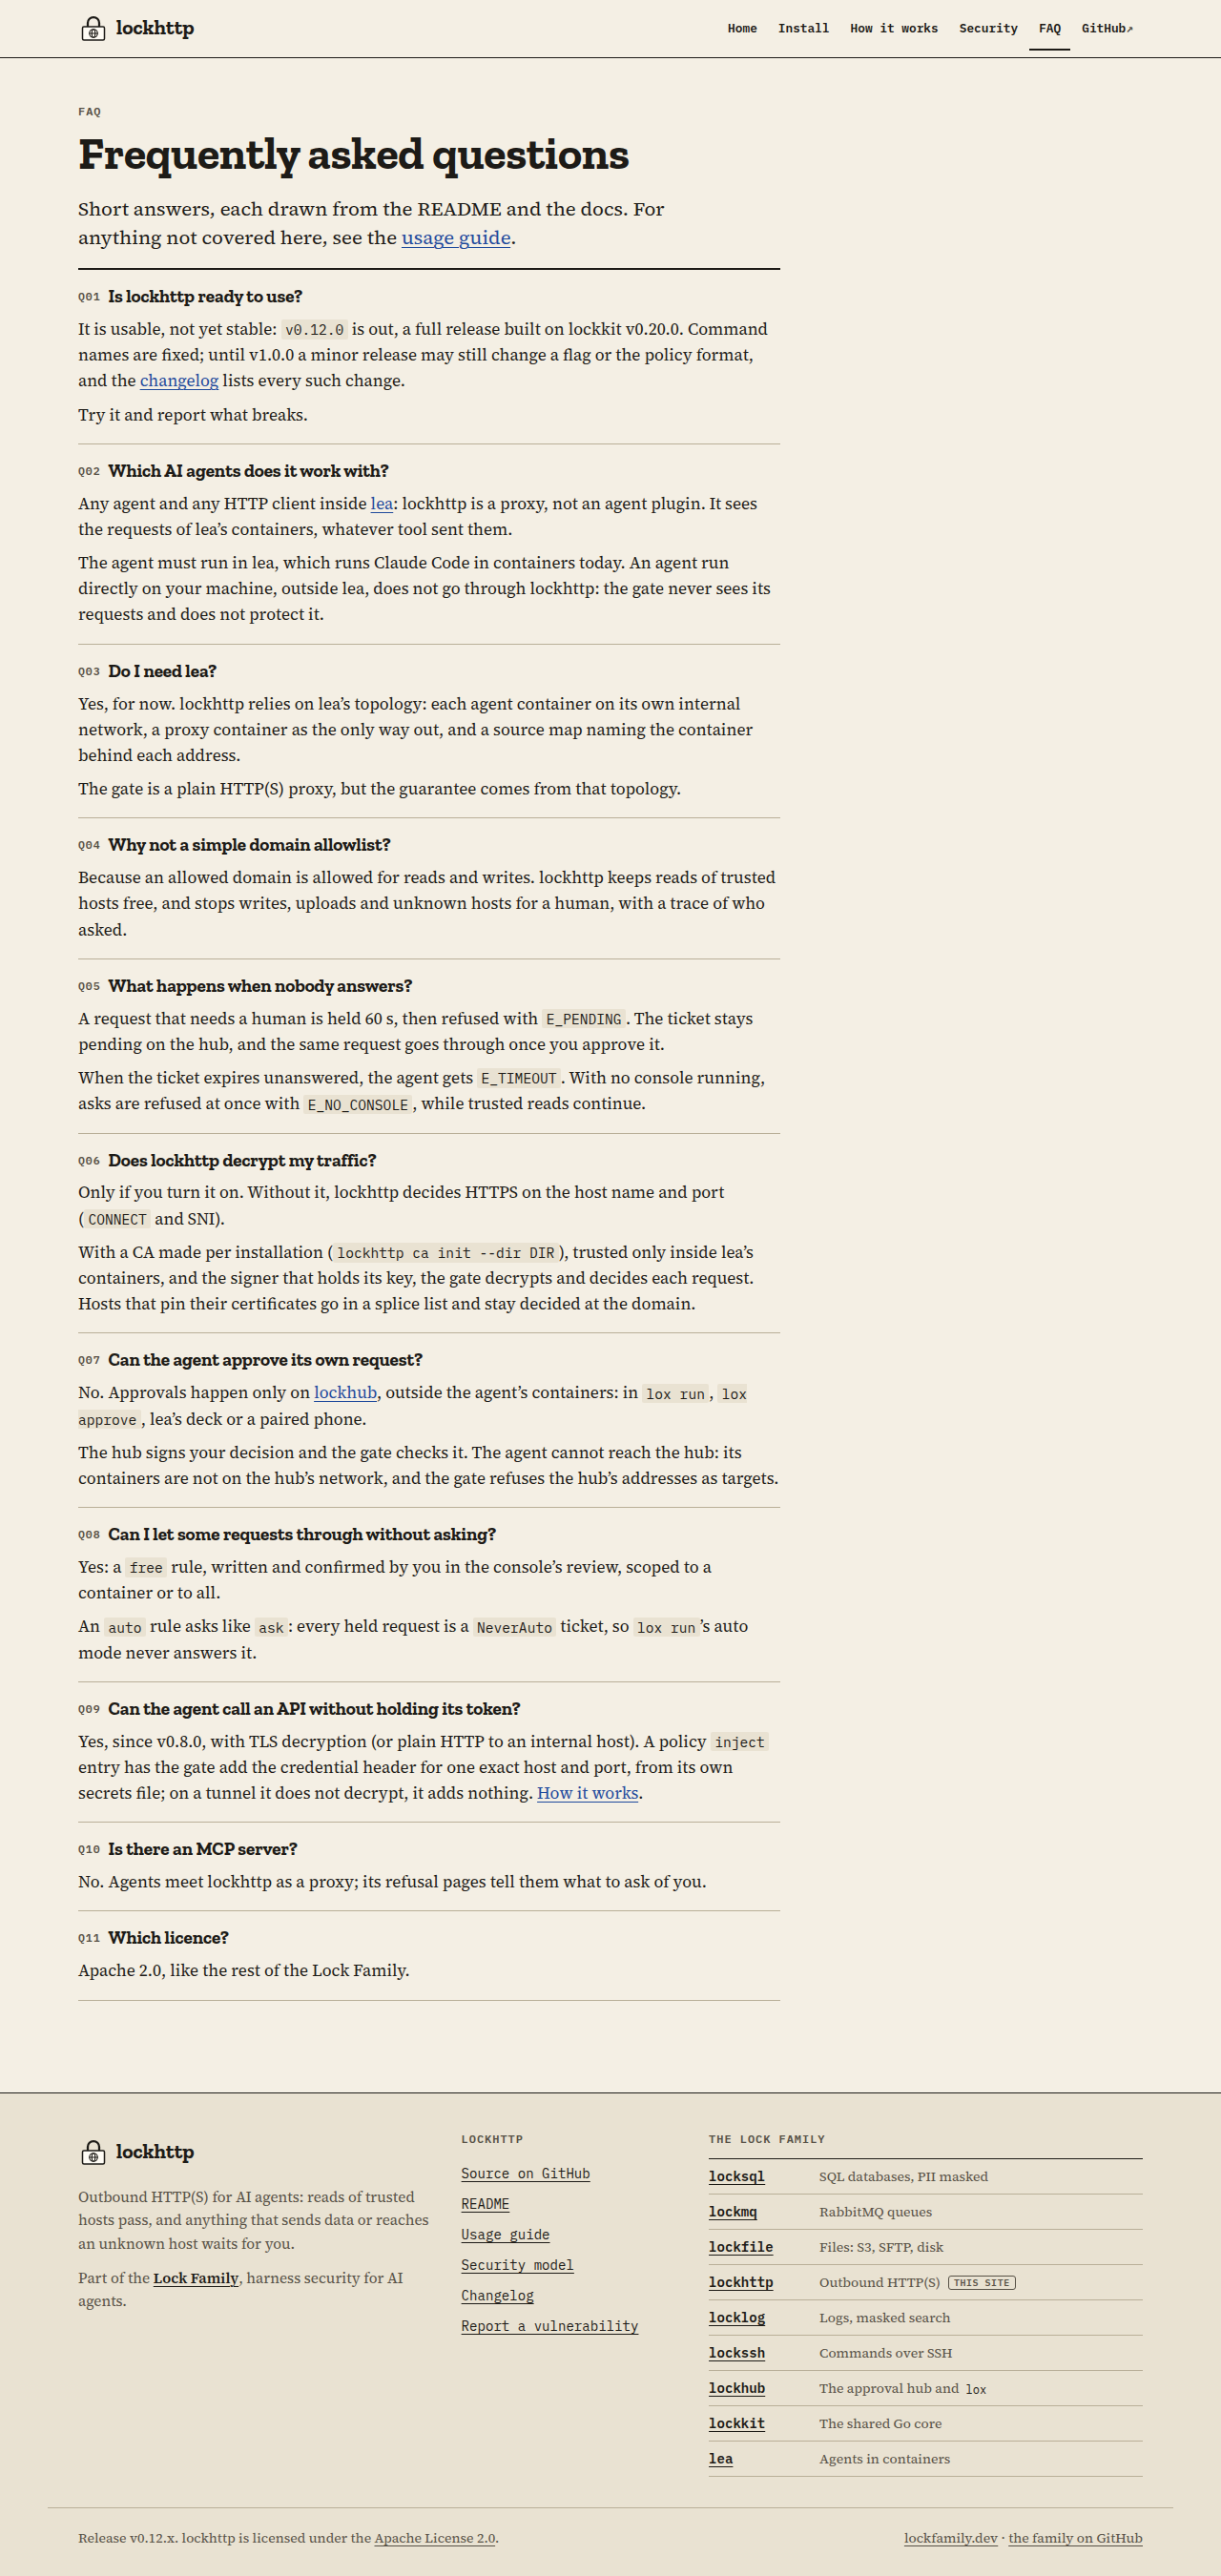 lockhttp
Home Install How it works Security FAQ GitHub↗
FAQ
Frequently asked questions
Short answers, each drawn from the README and the docs. For
anything not covered here, see the usage guide.
Q01 Is lockhttp ready to use?
It is usable, not yet stable: v0.12.0 is out, a full release built on lockkit v0.20.0. Command
names are fixed; until v1.0.0 a minor release may still change a flag or the policy format,
and the changelog lists every such change.
Try it and report what breaks.
Q02 Which AI agents does it work with?
Any agent and any HTTP client inside lea: lockhttp is a proxy, not an agent plugin. It sees
the requests of lea’s containers, whatever tool sent them.
The agent must run in lea, which runs Claude Code in containers today. An agent run
directly on your machine, outside lea, does not go through lockhttp: the gate never sees its
requests and does not protect it.
Q03 Do I need lea?
Yes, for now. lockhttp relies on lea’s topology: each agent container on its own internal
network, a proxy container as the only way out, and a source map naming the container
behind each address.
The gate is a plain HTTP(S) proxy, but the guarantee comes from that topology.
Q04 Why not a simple domain allowlist?
Because an allowed domain is allowed for reads and writes. lockhttp keeps reads of trusted
hosts free, and stops writes, uploads and unknown hosts for a human, with a trace of who
asked.
Q05 What happens when nobody answers?
A request that needs a human is held 60 s, then refused with E_PENDING. The ticket stays
pending on the hub, and the same request goes through once you approve it.
When the ticket expires unanswered, the agent gets E_TIMEOUT. With no console running,
asks are refused at once with E_NO_CONSOLE, while trusted reads continue.
Q06 Does lockhttp decrypt my traffic?
Only if you turn it on. Without it, lockhttp decides HTTPS on the host name and port
(CONNECT and SNI).
With a CA made per installation (lockhttp ca init --dir DIR), trusted only inside lea’s
containers, and the signer that holds its key, the gate decrypts and decides each request.
Hosts that pin their certificates go in a splice list and stay decided at the domain.
Q07 Can the agent approve its own request?
No. Approvals happen only on lockhub, outside the agent’s containers: in lox run, lox
approve, lea’s deck or a paired phone.
The hub signs your decision and the gate checks it. The agent cannot reach the hub: its
containers are not on the hub’s network, and the gate refuses the hub’s addresses as targets.
Q08 Can I let some requests through without asking?
Yes: a free rule, written and confirmed by you in the console’s review, scoped to a
container or to all.
An auto rule asks like ask: every held request is a NeverAuto ticket, so lox run’s auto
mode never answers it.
Q09 Can the agent call an API without holding its token?
Yes, since v0.8.0, with TLS decryption (or plain HTTP to an internal host). A policy inject
entry has the gate add the credential header for one exact host and port, from its own
secrets file; on a tunnel it does not decrypt, it adds nothing. How it works.
Q10 Is there an MCP server?
No. Agents meet lockhttp as a proxy; its refusal pages tell them what to ask of you.
Q11 Which licence?
Apache 2.0, like the rest of the Lock Family.
lockhttp
Outbound HTTP(S) for AI agents: reads of trusted
hosts pass, and anything that sends data or reaches
an unknown host waits for you.
Part of the Lock Family, harness security for AI
agents.
LOCKHTTP
Source on GitHub
README
Usage guide
Security model
Changelog
Report a vulnerability
THE LOCK FAMILY
locksql SQL databases, PII masked
lockmq RabbitMQ queues
lockfile Files: S3, SFTP, disk
lockhttp Outbound HTTP(S) THIS SITE
locklog Logs, masked search
lockssh Commands over SSH
lockhub The approval hub and lox
lockkit The shared Go core
lea Agents in containers
Release v0.12.x. lockhttp is licensed under the Apache License 2.0.
lockfamily.dev · the family on GitHub